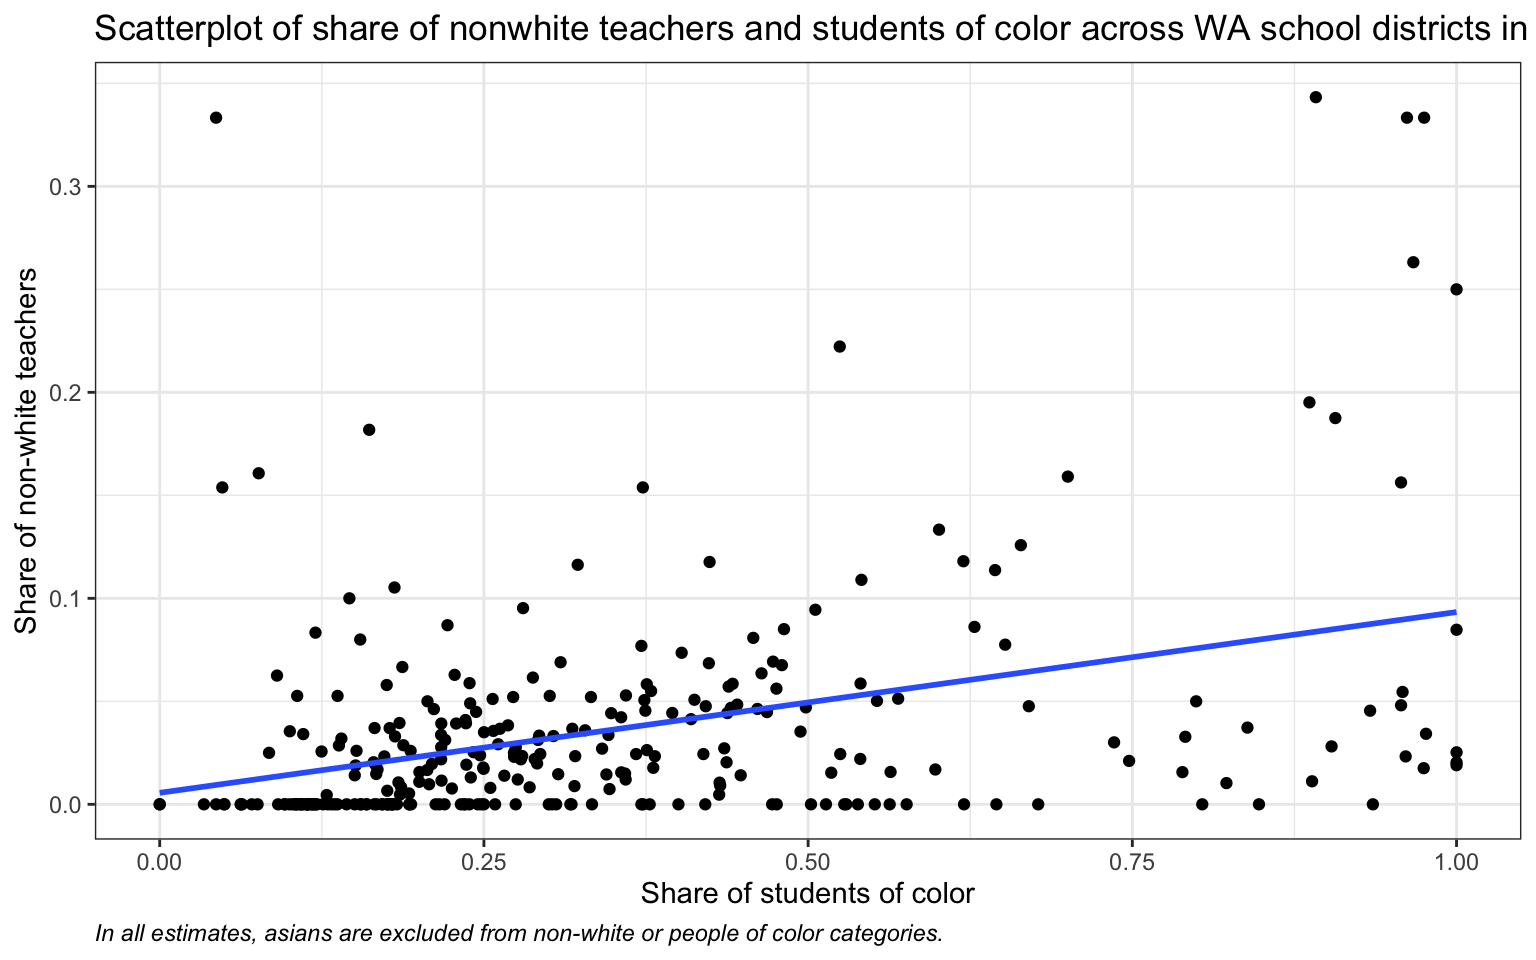 Scatterplot of share of nonwhite teachers and students of color across WA school districts in
Share of non-white teachers
0.3
0.2
0.1
0.0
0.00 0.25 0.50 0.75 1.00
Share of students of color
In all estimates, asians are excluded from non-white or people of color categories.